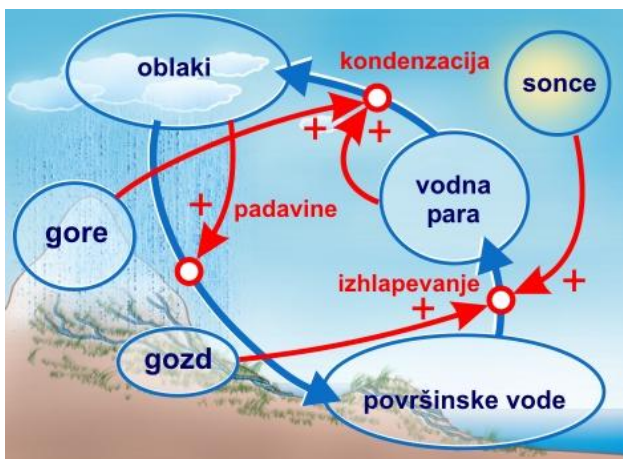 kondenzacija
oblaki
sonce
+
+
vodna
para
+
padavine
gore
izhlapevanje
+
+
gozd
površinske vode